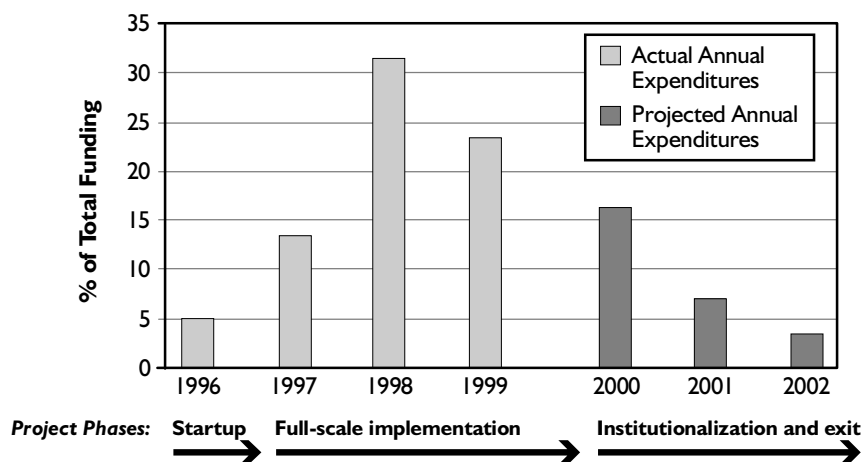 35
30
25
20
15
10
5
0
% of Total Funding
Actual Annual
Expenditures
Projected Annual
Expenditures
1996 1997 1998 1999 2000 2001 2002
Project Phases: Startup Full-scale implementation Institutionalization and exit